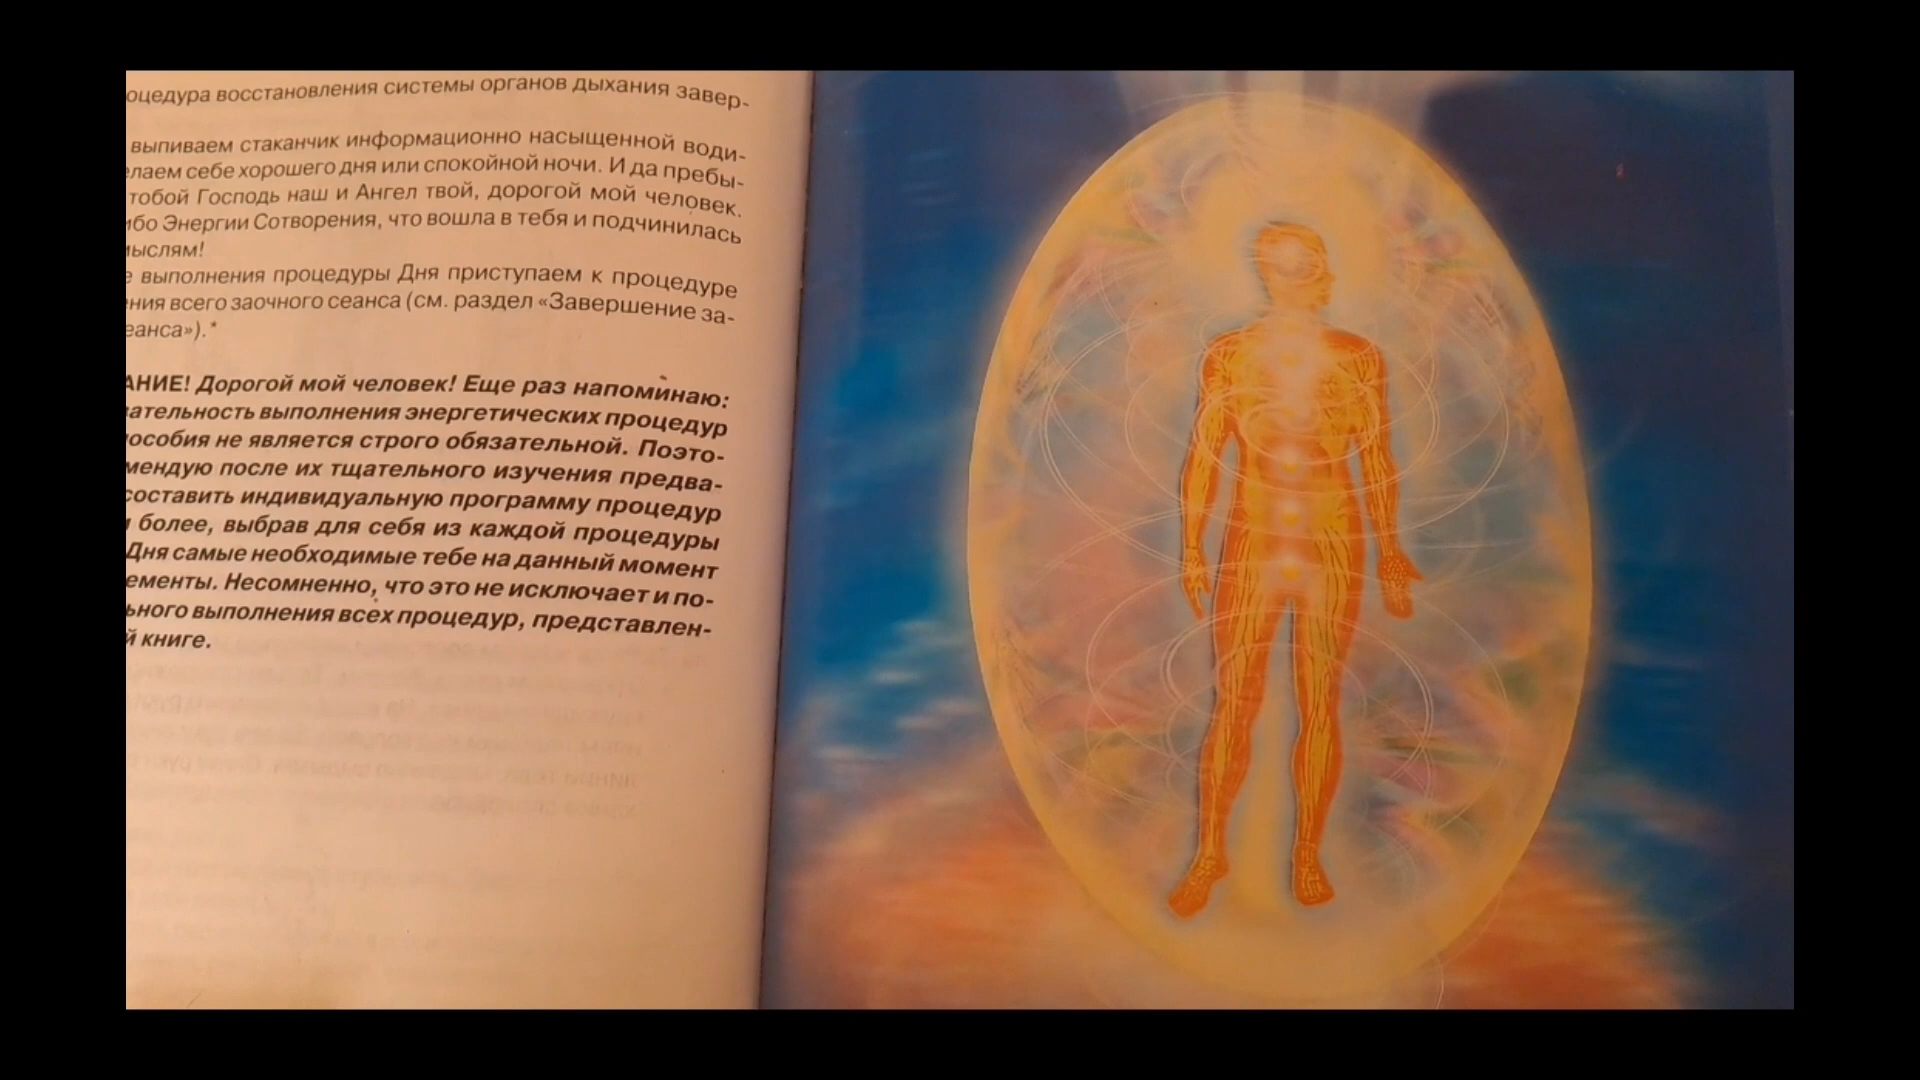 оцедура восстановления системы органов дыхания завер-
выпиваем стаканчик информационно насыщенной води-
елаем себе хорошего дня или спокойной ночи. И да пребы-
тобой Господь наш и Ангел твой, дорогой мой человек.
ибо Энергии Сотворения, что вошла в тебя и подчинилась
мыслям!
е выполнения процедуры Дня приступаем к процедуре
ения всего заочного сеанса (см. раздел «Завершение за-
еанса»).*
АНИЕ! Дорогой мой человек! Еще раз напоминаю:
вательность выполнения энергетических процедур
пособия не является строго обязательной. Поэто-
мендую после их тщательного изучения предва-
составить индивидуальную программу процедур
и более, выбрав для себя из каждой процедуры
Дня самые необходимые тебе на данный момент
ементы. Несомненно, что это не исключает и по-
ьного выполнения всех процедур, представлен-
й книге.